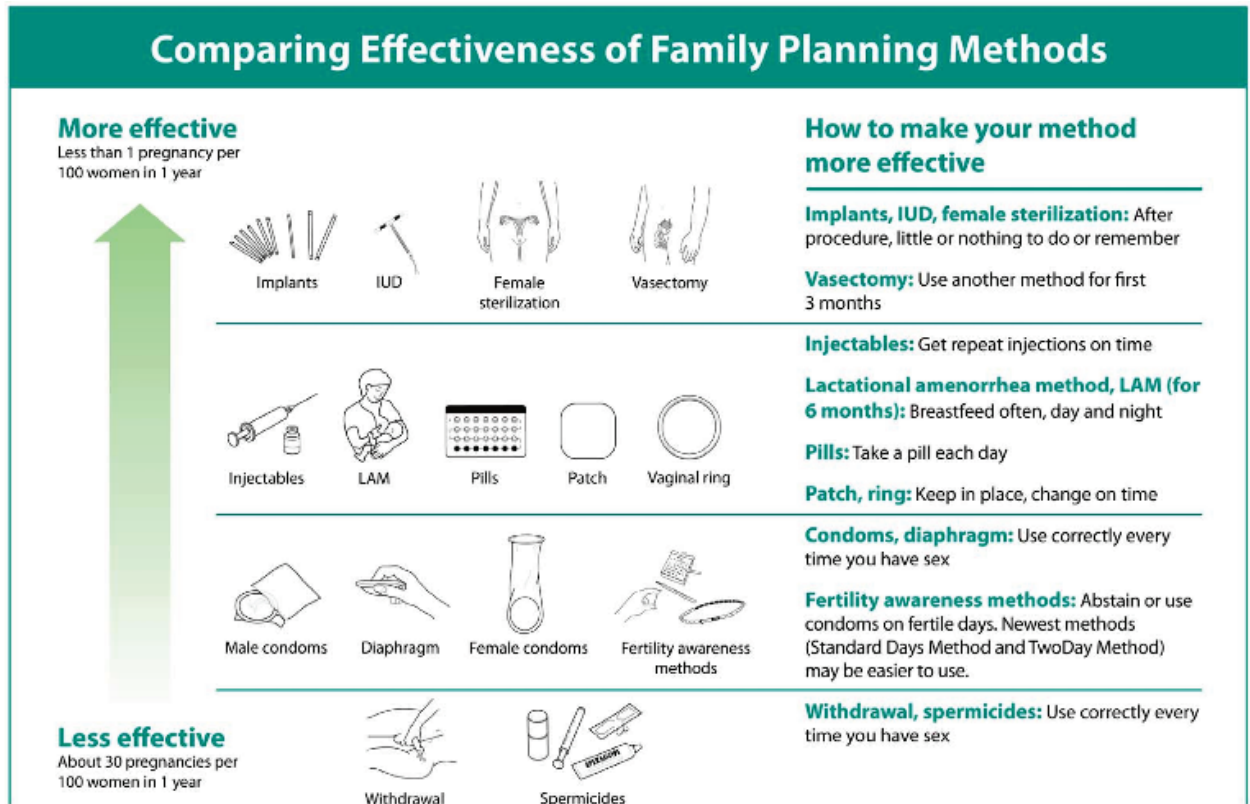 Comparing Effectiveness of Family Planning Methods
More effective
Less than 1 pregnancy per
100 women in 1 year
Implants
IUD
Female
sterilization
Vasectomy
Injectables
LAM
Pills
Patch
Vaginal ring
Male condoms
Diaphragm
Female condoms
Fertility awareness
methods
Less effective
About 30 pregnancies per
100 women in 1 year
Withdrawal
Spermicides
How to make your method
more effective
Implants, IUD, female sterilization: After
procedure, little or nothing to do or remember
Vasectomy: Use another method for first
3 months
Injectables: Get repeat injections on time
Lactational amenorrhea method, LAM (for
6 months): Breastfeed often, day and night
Pills: Take a pill each day
Patch, ring: Keep in place, change on time
Condoms, diaphragm: Use correctly every
time you have sex
Fertility awareness methods: Abstain or use
condoms on fertile days. Newest methods
(Standard Days Method and TwoDay Method)
may be easier to use.
Withdrawal, spermicides: Use correctly every
time you have sex